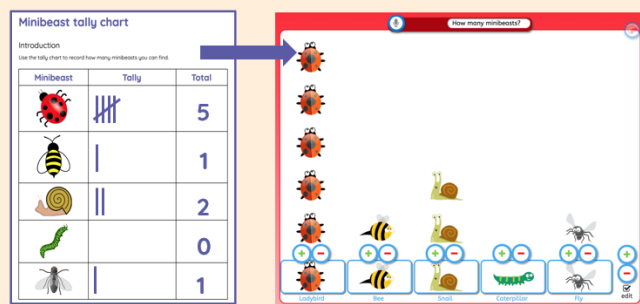 Minibeast tally chart
Introduction
Use the tally chart to record how many minibeasts you can find.
Minibeast Tally Total
5
1
2
0
1
How many minibeasts?
Ladybird Bee Snail Caterpillar Fly
edit